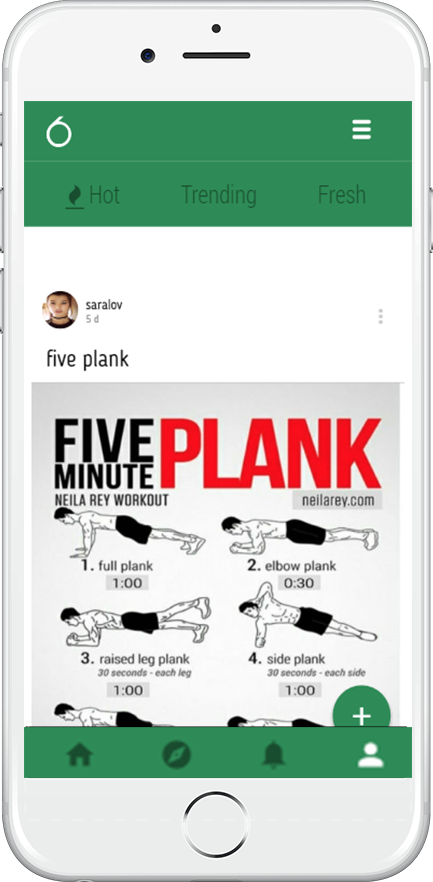 Hot Trending Fresh
saralov
5 d
five plank
FIVE
MINUTE PLANK
NEILA REY WORKOUT neilarey.com
1. full plank 2. elbow plank
1:00 0:30
3. raised leg plank 4. side plank
30 seconds - each leg 30 seconds - each side
1:00 1:00
+